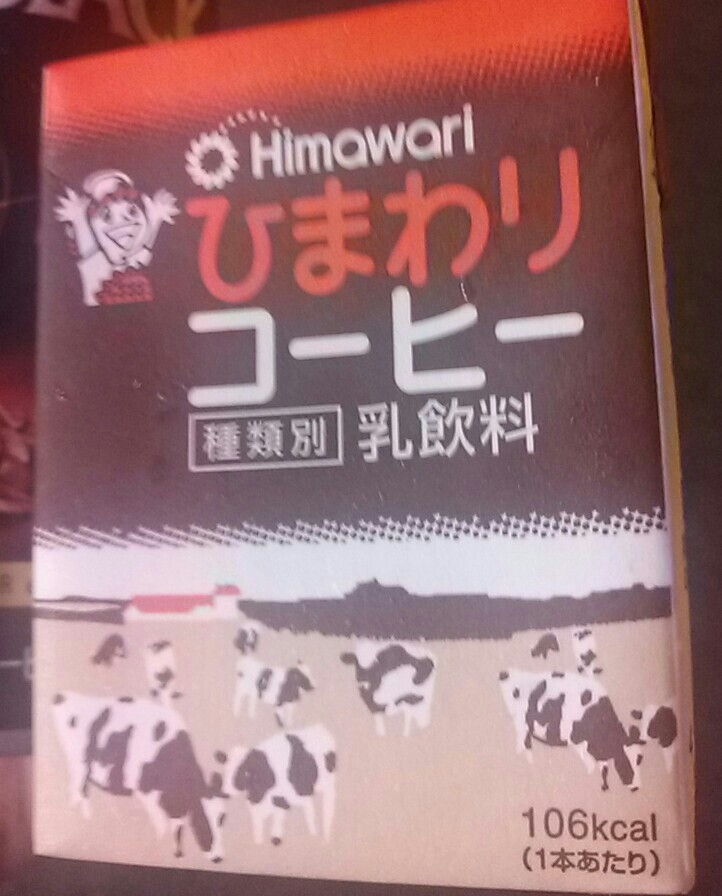 Himawari
ひまわり
コーヒー
種類別 乳飲料
106kcal
(1本あたり)